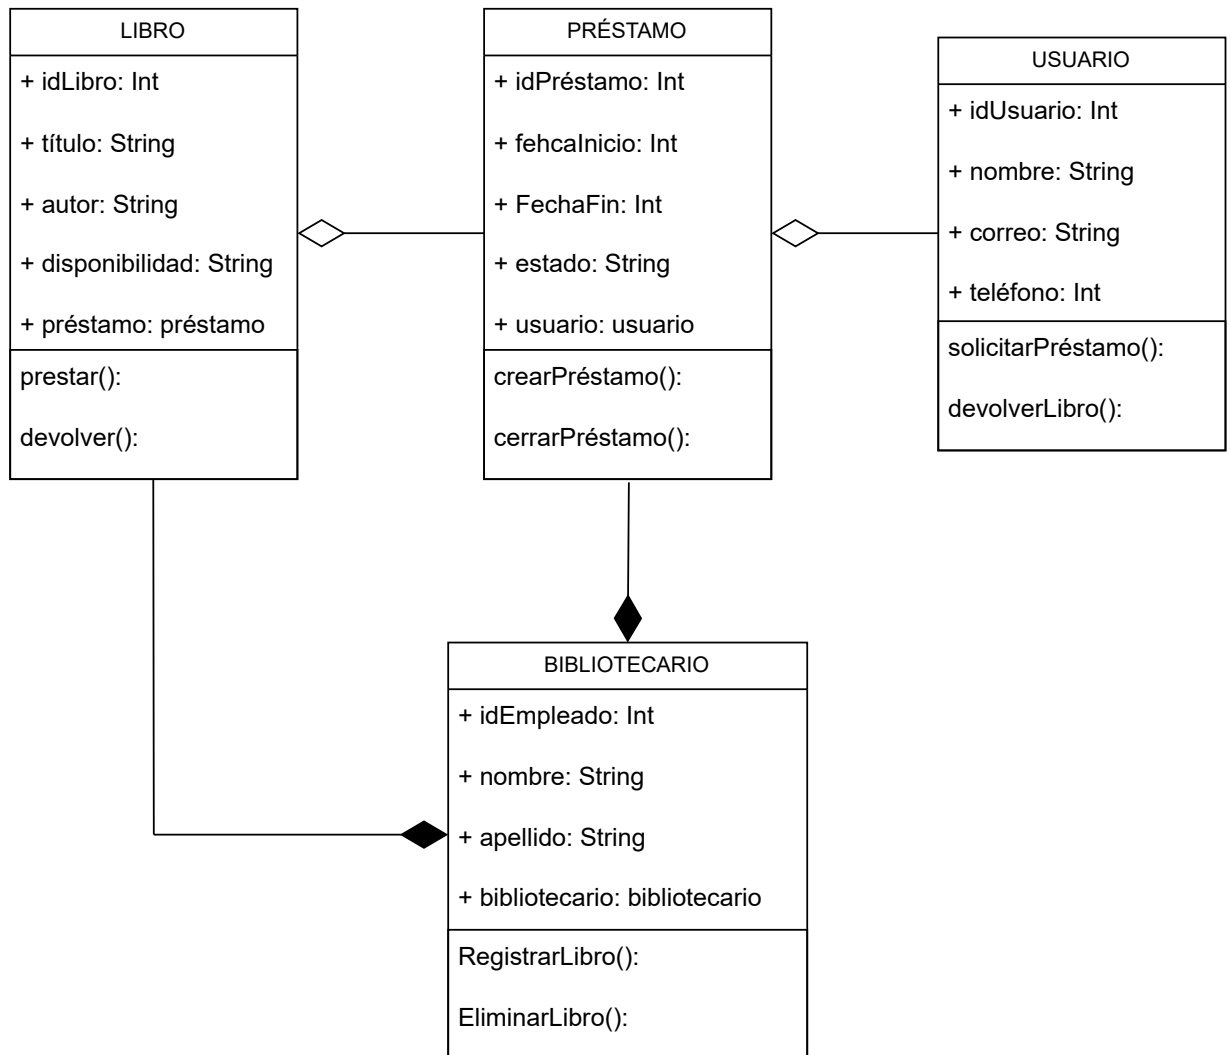 LIBRO
+ idLibro: Int
+ título: String
+ autor: String
+ disponibilidad: String
+ préstamo: préstamo
prestar():
devolver():
PRÉSTAMO
+ idPréstamo: Int
+ fehcaInicio: Int
+ FechaFin: Int
+ estado: String
+ usuario: usuario
crearPréstamo():
cerrarPréstamo():
USUARIO
+ idUsuario: Int
+ nombre: String
+ correo: String
+ teléfono: Int
solicitarPréstamo():
devolverLibro():
BIBLIOTECARIO
+ idEmpleado: Int
+ nombre: String
+ apellido: String
+ bibliotecario: bibliotecario
RegistrarLibro():
EliminarLibro():